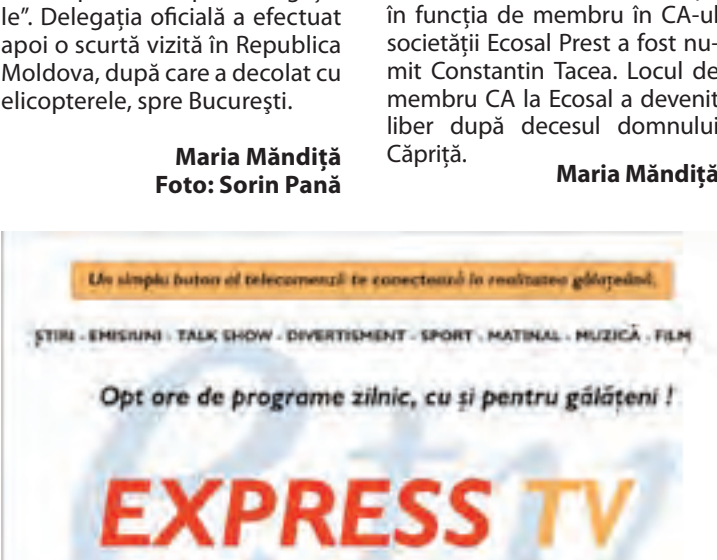 le”. Delegația oficială a efectuat
apoi o scurtă vizită în Republica
Moldova, după care a decolat cu
elicopterele, spre București.
Maria Măndiță
Foto: Sorin Pană
în funcția de membru în CA-ul
societății Ecosal Prest a fost nu-
mit Constantin Tacea. Locul de
membru CA la Ecosal a devenit
liber după decesul domnului
Căpriță.
Maria Măndiță
Un simplu buton al telecomenzii te conectează la realitatea gălățeană.
ȘTIRI - EMISIUNI - TALK SHOW - DIVERTISMENT - SPORT - MATINAL - MUZICĂ - FILM
Opt ore de programe zilnic, cu și pentru gălățeni !
EXPRESS TV